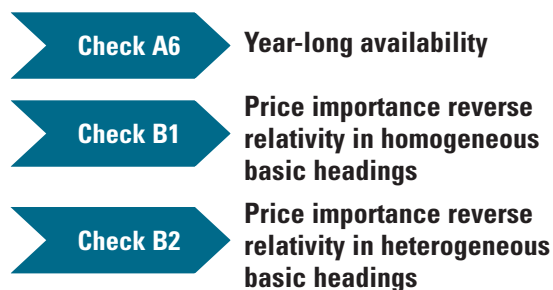 Check A6
Year-long availability
Check B1
Price importance reverse
relativity in homogeneous
basic headings
Check B2
Price importance reverse
relativity in heterogeneous
basic headings